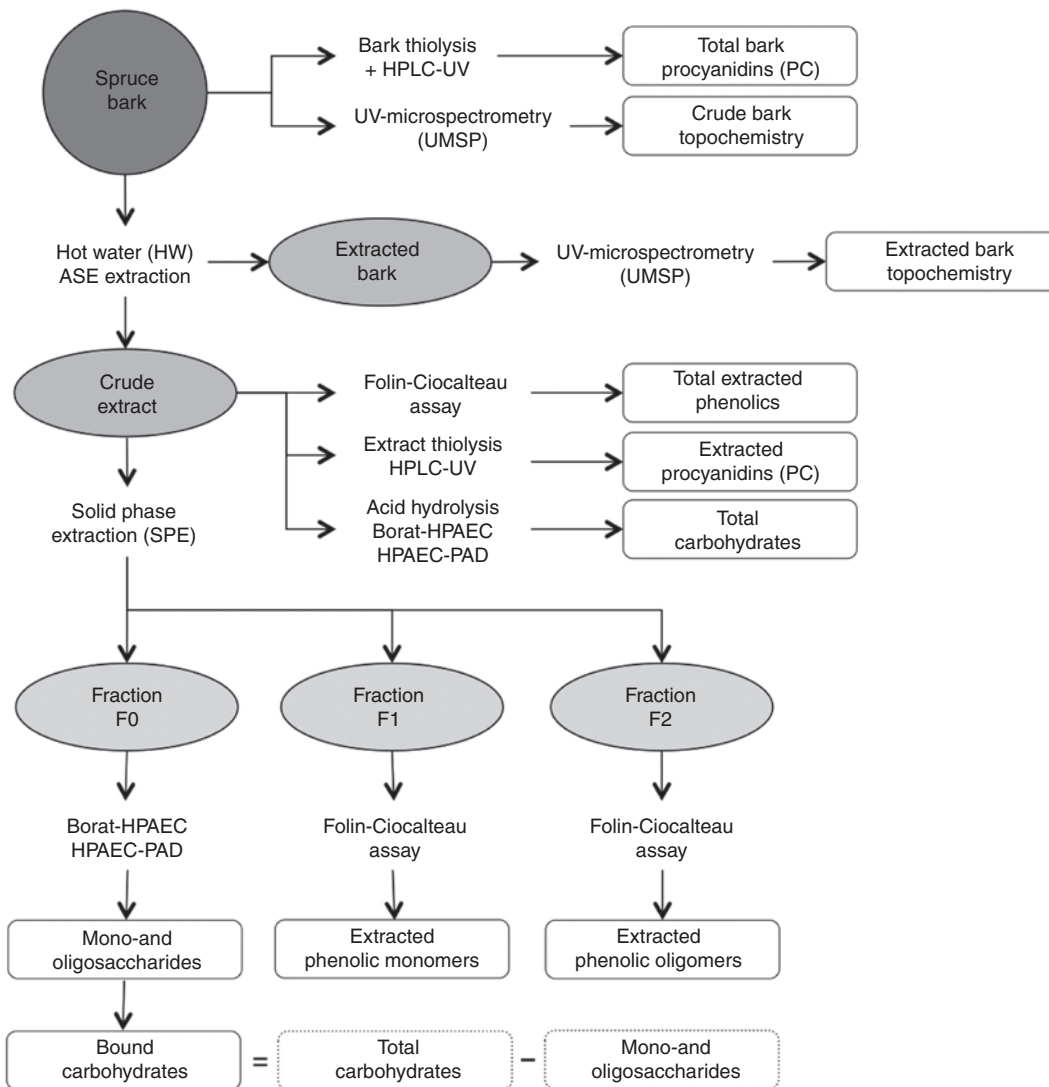 Spruce
bark
Bark thiolysis
+ HPLC-UV
Total bark
procyanidins (PC)
UV-microspectrometry
(UMSP)
Crude bark
topochemistry
Hot water (HW)
ASE extraction
Extracted
bark
UV-microspectrometry
(UMSP)
Extracted bark
topochemistry
Crude
extract
Folin-Ciocalteau
assay
Total extracted
phenolics
Extract thiolysis
HPLC-UV
Extracted
procyanidins (PC)
Acid hydrolysis
Borat-HPAEC
HPAEC-PAD
Total
carbohydrates
Solid phase
extraction (SPE)
Fraction
F0
Fraction
F1
Fraction
F2
Borat-HPAEC
HPAEC-PAD
Folin-Ciocalteau
assay
Folin-Ciocalteau
assay
Mono-and
oligosaccharides
Extracted
phenolic monomers
Extracted
phenolic oligomers
Bound
carbohydrates
=
Total
carbohydrates
–
Mono-and
oligosaccharides